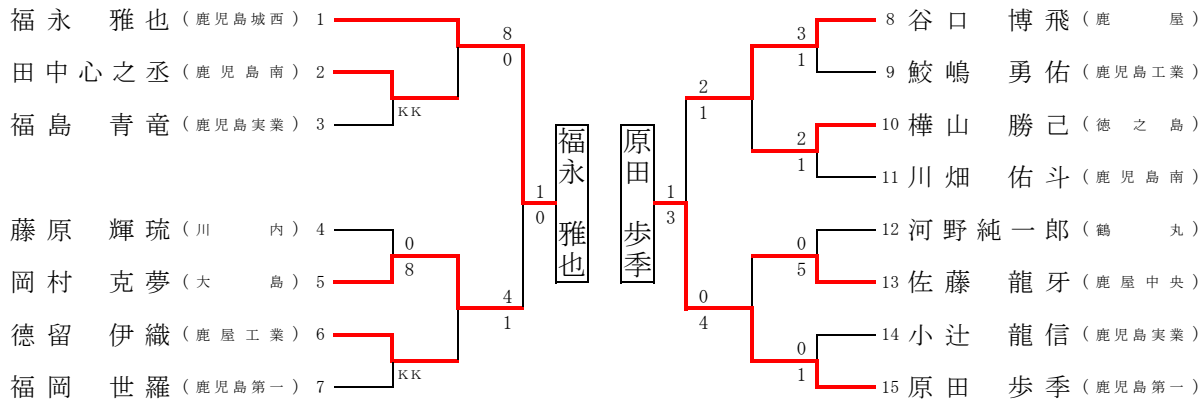 福永 雅也 (鹿児島城西) 1
田中心之丞 (鹿児島南) 2
福島 青竜 (鹿児島実業) 3
藤原 輝琉 (川 内) 4
岡村 克夢 (大 島) 5
德留 伊織 (鹿屋工業) 6
福岡 世羅 (鹿児島第一) 7
8
0
KK
0
8
KK
4
1
1
0
福永 雅也
原田 歩季
1
3
2
1
0
4
3
1
2
1
0
5
0
1
8 谷口 博飛 (鹿 屋)
9 鮫嶋 勇佑 (鹿児島工業)
10 樺山 勝己 (徳之島)
11 川畑 佑斗 (鹿児島南)
12 河野純一郎 (鶴 丸)
13 佐藤 龍牙 (鹿屋中央)
14 小辻 龍信 (鹿児島実業)
15 原田 歩季 (鹿児島第一)